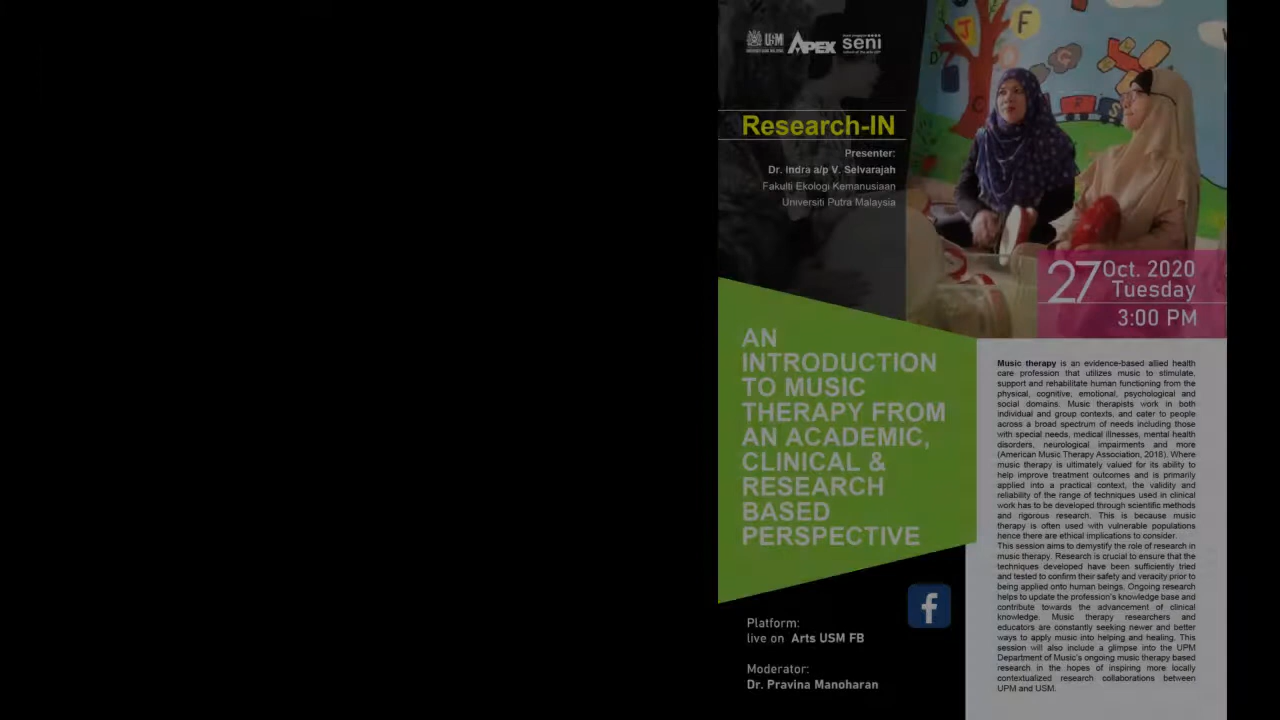 USM
APEX
seni
Research-IN
Presenter:
Dr. Indra a/p V. Selvarajah
Fakulti Ekologi Kemanusiaan
Universiti Putra Malaysia
27 Oct. 2020
Tuesday
3:00 PM
AN
INTRODUCTION
TO MUSIC
THERAPY FROM
AN ACADEMIC,
CLINICAL &
RESEARCH
BASED
PERSPECTIVE
Music therapy is an evidence-based allied health
care profession that utilizes music to stimulate,
support and rehabilitate human functioning from the
physical, cognitive, emotional, psychological and
social domains. Music therapists work in both
individual and group contexts, and cater to people
across a broad spectrum of needs including those
with special needs, medical illnesses, mental health
disorders, neurological impairments and more
(American Music Therapy Association, 2018). Where
music therapy is ultimately valued for its ability to
help improve treatment outcomes and is primarily
applied into a practical context, the validity and
reliability of the range of techniques used in clinical
work has to be developed through scientific methods
and rigorous research. This is because music
therapy is often used with vulnerable populations
hence there are ethical implications to consider.
This session aims to demystify the role of research in
music therapy. Research is crucial to ensure that the
techniques developed have been sufficiently tried
and tested to confirm their safety and veracity prior to
being applied onto human beings. Ongoing research
helps to update the profession's knowledge base and
contribute towards the advancement of clinical
knowledge. Music therapy researchers and
educators are constantly seeking newer and better
ways to apply music into helping and healing. This
session will also include a glimpse into the UPM
Department of Music's ongoing music therapy based
research in the hopes of inspiring more locally
contextualized research collaborations between
UPM and USM.
Platform:
live on Arts USM FB
Moderator:
Dr. Pravina Manoharan